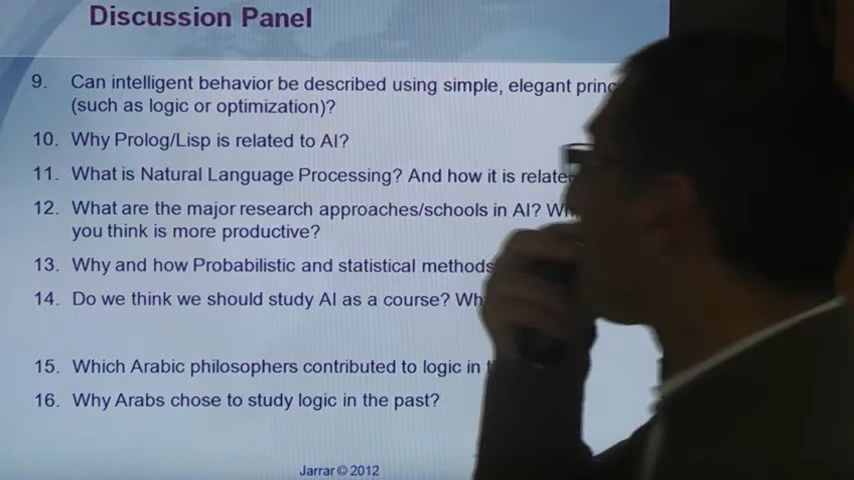 Discussion Panel
9. Can intelligent behavior be described using simple, elegant
(such as logic or optimization)?
10. Why Prolog/Lisp is related to AI?
11. What is Natural Language Processing? And how it is
12. What are the major research approaches/schools in AI?
you think is more productive?
13. Why and how Probabilistic and statistical methods
14. Do we think we should study AI as a course?
15. Which Arabic philosophers contributed to logic in
16. Why Arabs chose to study logic in the past?
Jarrar © 2012